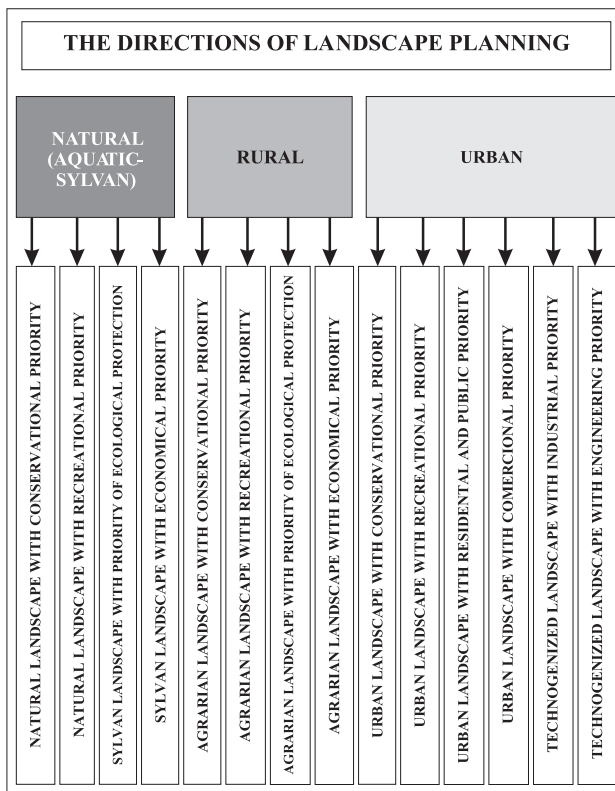 THE DIRECTIONS OF LANDSCAPE PLANNING
NATURAL
(AQUATIC-
SYLVAN)
RURAL
URBAN
NATURAL LANDSCAPE WITH CONSERVATIONAL PRIORITY
NATURAL LANDSCAPE WITH RECREATIONAL PRIORITY
SYLVAN LANDSCAPE WITH PRIORITY OF ECOLOGICAL PROTECTION
SYLVAN LANDSCAPE WITH ECONOMICAL PRIORITY
AGRARIAN LANDSCAPE WITH CONSERVATIONAL PRIORITY
AGRARIAN LANDSCAPE WITH RECREATIONAL PRIORITY
AGRARIAN LANDSCAPE WITH PRIORITY OF ECOLOGICAL PROTECTION
AGRARIAN LANDSCAPE WITH ECONOMICAL PRIORITY
URBAN LANDSCAPE WITH CONSERVATIONAL PRIORITY
URBAN LANDSCAPE WITH RECREATIONAL PRIORITY
URBAN LANDSCAPE WITH RESIDENTAL AND PUBLIC PRIORITY
URBAN LANDSCAPE WITH COMERCIONAL PRIORITY
TECHNOGENIZED LANDSCAPE WITH INDUSTRIAL PRIORITY
TECHNOGENIZED LANDSCAPE WITH ENGINEERING PRIORITY